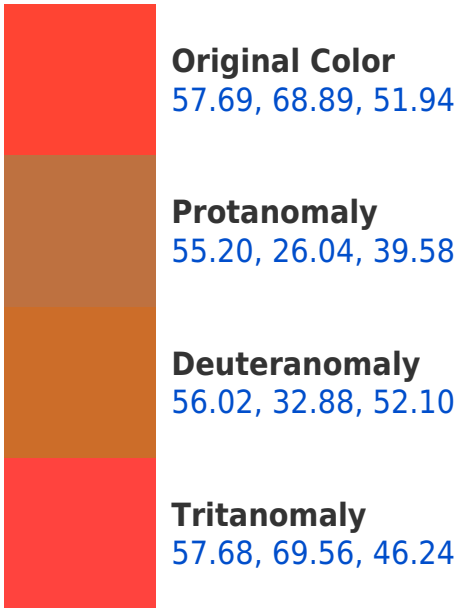 Original Color
57.69, 68.89, 51.94
Protanomaly
55.20, 26.04, 39.58
Deuteranomaly
56.02, 32.88, 52.10
Tritanomaly
57.68, 69.56, 46.24